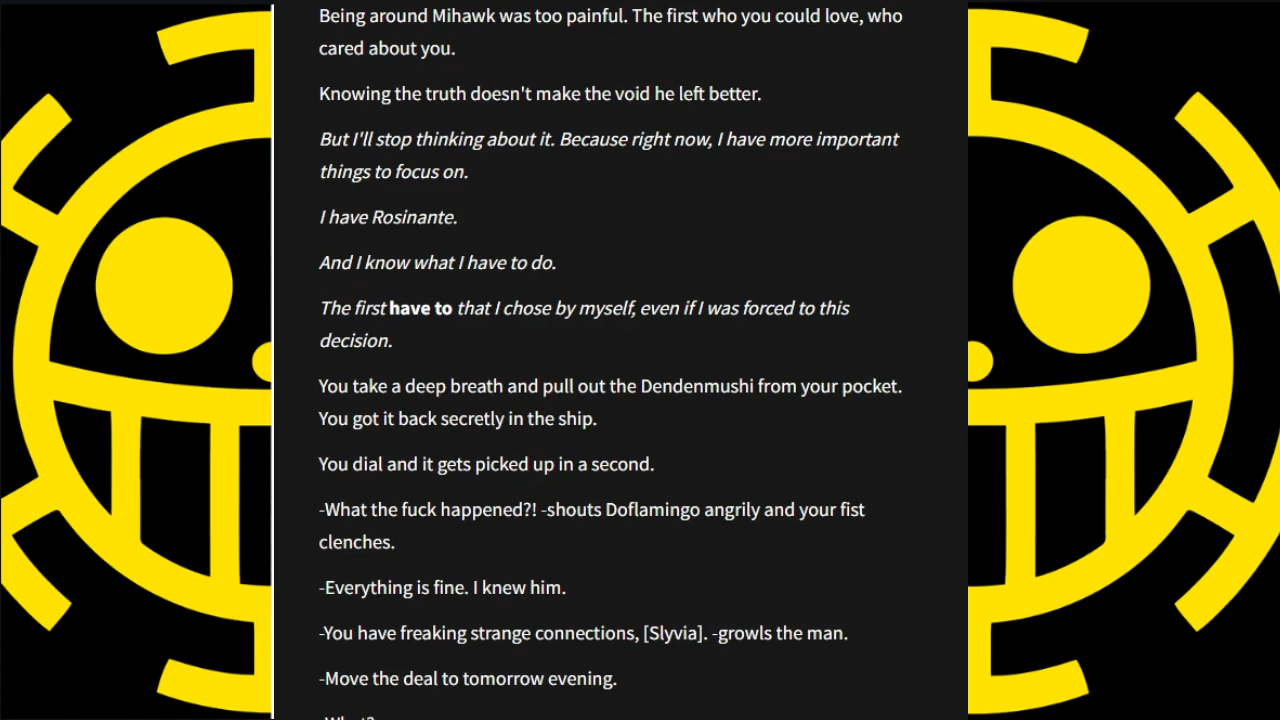 Being around Mihawk was too painful. The first who you could love, who
cared about you.
Knowing the truth doesn't make the void he left better.
But I'll stop thinking about it. Because right now, I have more important
things to focus on.
I have Rosinante.
And I know what I have to do.
The first have to that I chose by myself, even if I was forced to this
decision.
You take a deep breath and pull out the Dendenmushi from your pocket.
You got it back secretly in the ship.
You dial and it gets picked up in a second.
-What the fuck happened?! -shouts Doflamingo angrily and your fist
clenches.
-Everything is fine. I knew him.
-You have freaking strange connections, [Slyvia]. -growls the man.
-Move the deal to tomorrow evening.